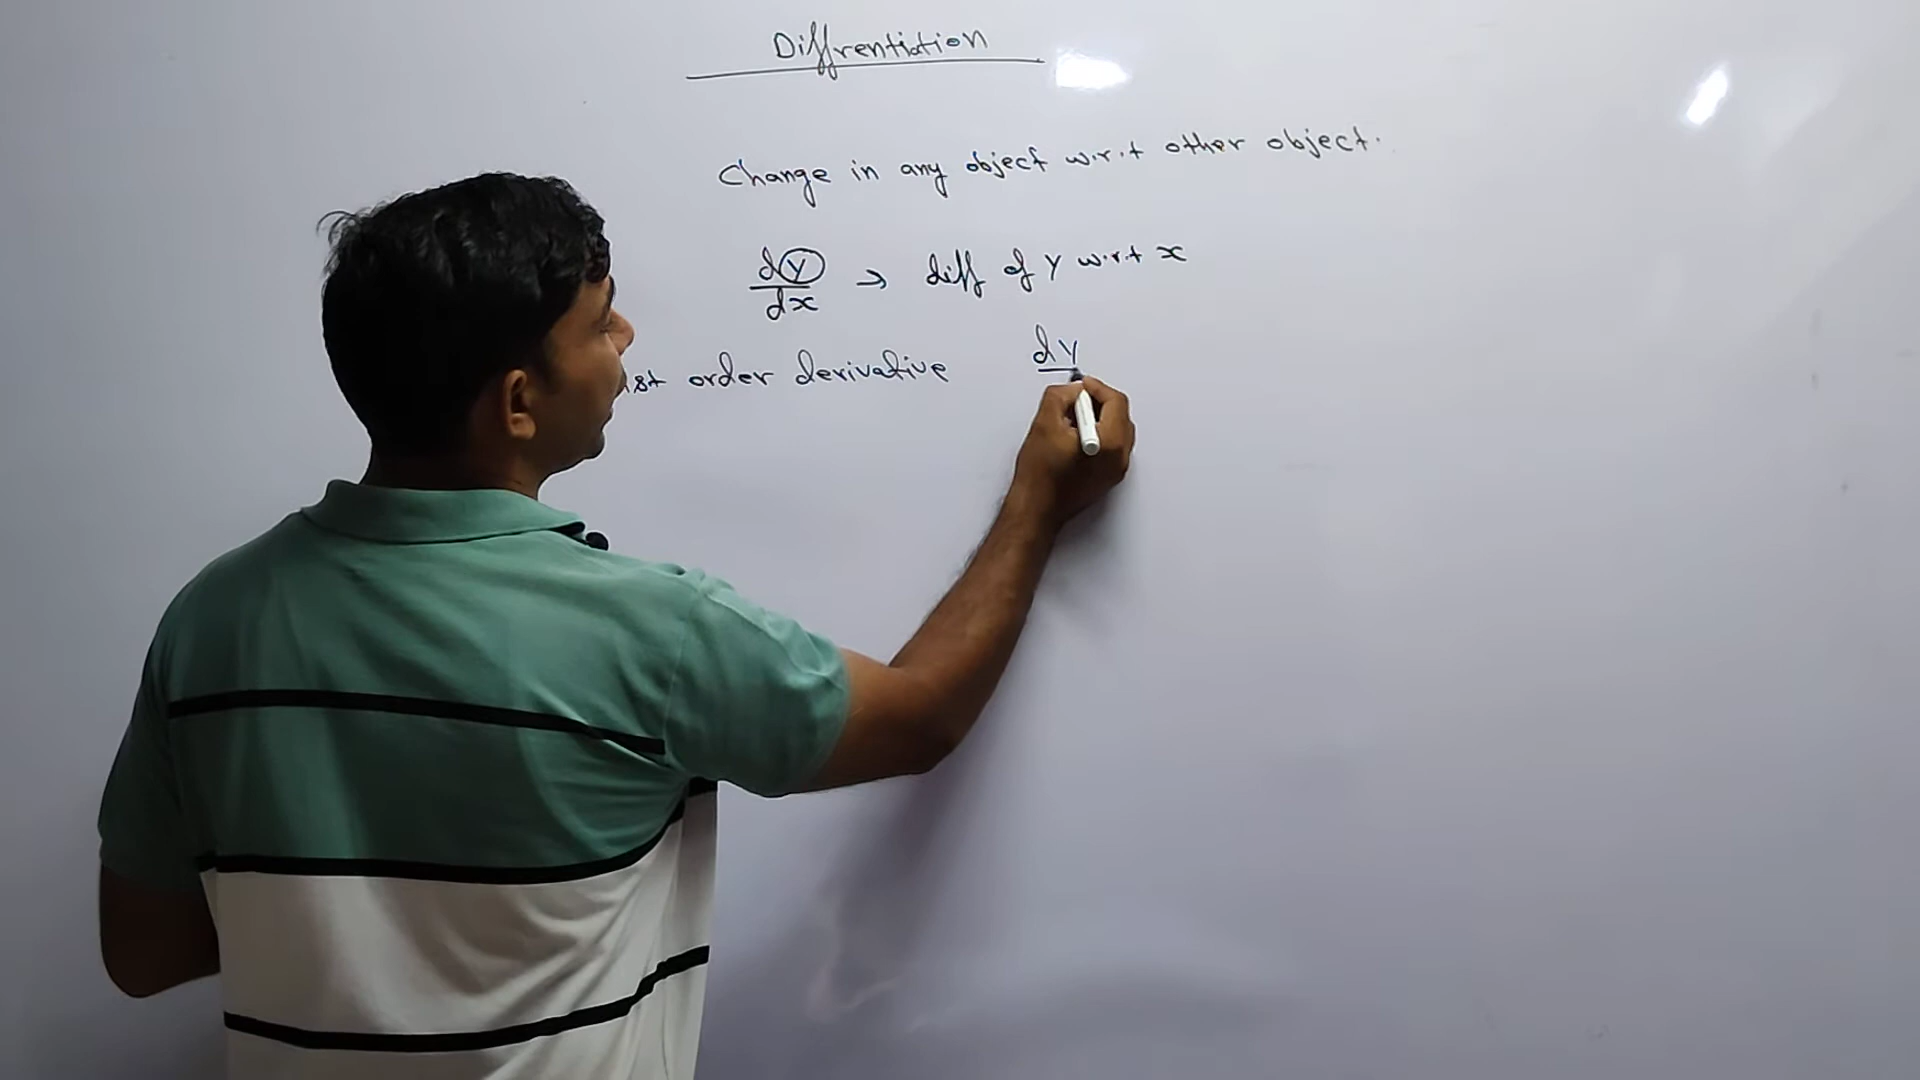 Diffrentiation
Change in any object w.r.t other object.
dy/dx → diff of y w.r.t x
1st order derivative dy